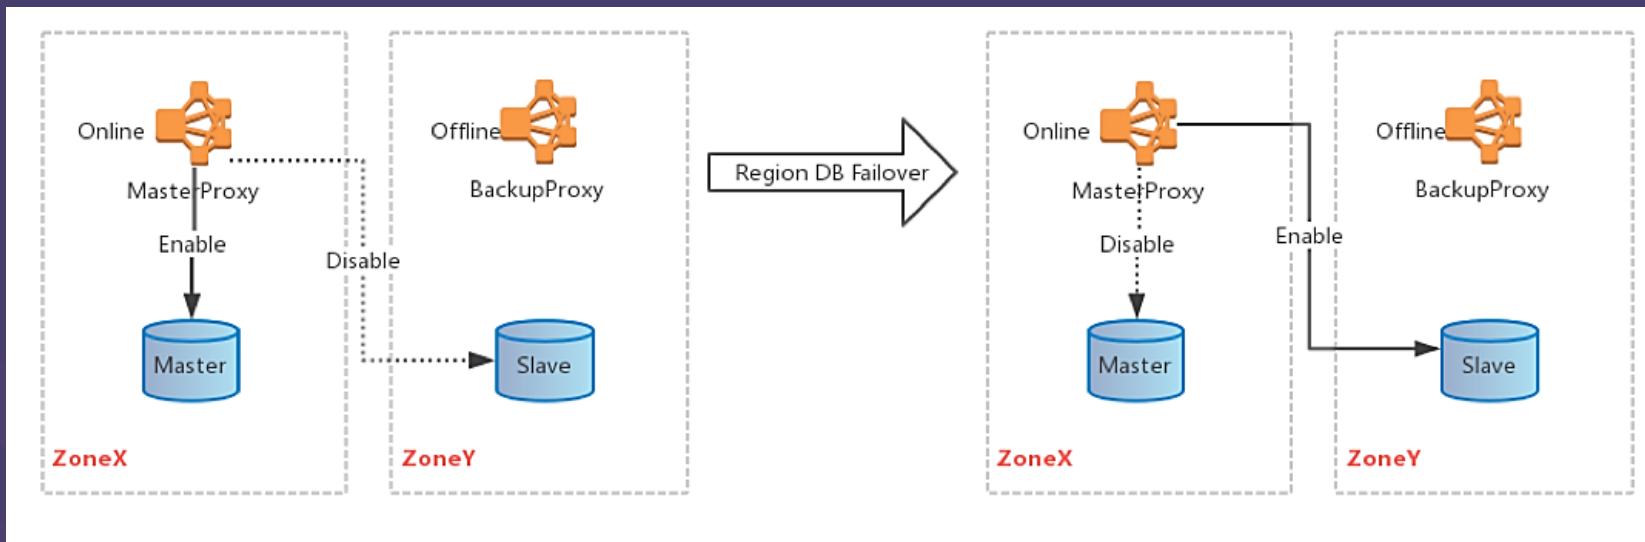 Online
MasterProxy
Enable
Disable
Master
ZoneX
Offline
BackupProxy
Slave
ZoneY
Region DB Failover
Online
MasterProxy
Disable
Enable
Master
ZoneX
Offline
BackupProxy
Slave
ZoneY